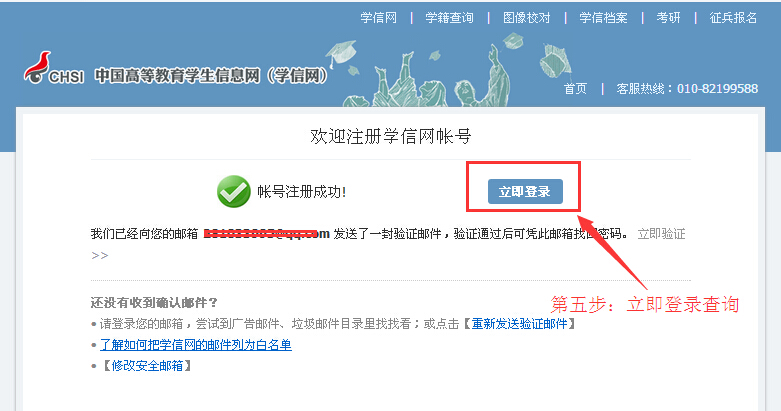 学信网 | 学籍查询 | 图像校对 | 学信档案 | 考研 | 征兵报名
CHSI 中国高等教育学生信息网（学信网）
首页 | 客服热线：010-82199588
欢迎注册学信网帐号
帐号注册成功!
立即登录
我们已经向您的邮箱 @qq.com 发送了一封验证邮件，验证通过后可凭此邮箱找回密码。 立即验证
>>
第五步：立即登录查询
还没有收到确认邮件？
• 请登录您的邮箱，尝试到广告邮件、垃圾邮件目录里找找看；或点击【重新发送验证邮件】
• 了解如何把学信网的邮件列为白名单
• 【修改安全邮箱】